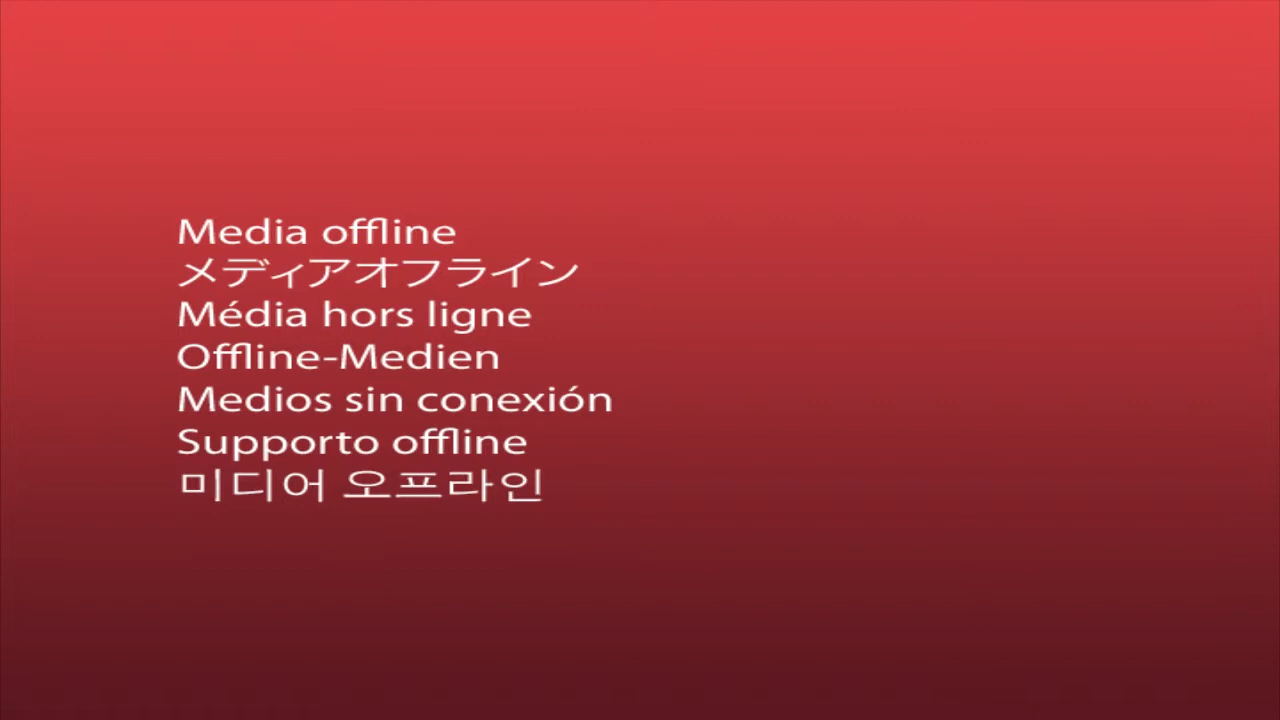 Media offline
メディアオフライン
Média hors ligne
Offline-Medien
Medios sin conexión
Supporto offline
미디어 오프라인